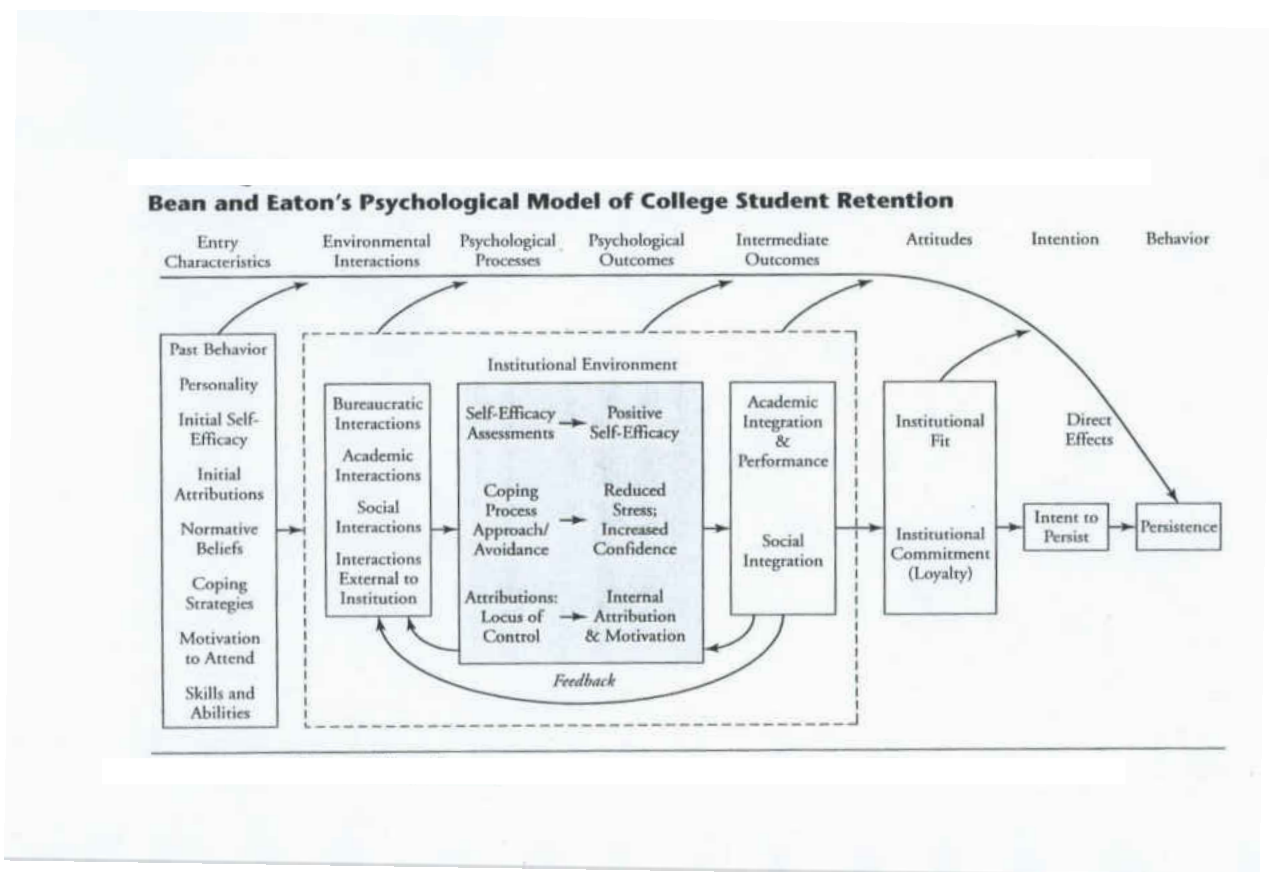 Bean and Eaton's Psychological Model of College Student Retention
Entry
Characteristics
Environmental
Interactions
Psychological
Processes
Psychological
Outcomes
Intermediate
Outcomes
Attitudes
Intention
Behavior
Past Behavior
Personality
Initial Self-
Efficacy
Initial
Attributions
Normative
Beliefs
Coping
Strategies
Motivation
to Attend
Skills and
Abilities
Institutional Environment
Bureaucratic
Interactions
Academic
Interactions
Social
Interactions
Interactions
External to
Institution
Self-Efficacy
Assessments
Positive
Self-Efficacy
Coping
Process
Approach/
Avoidance
Reduced
Stress;
Increased
Confidence
Attributions:
Locus of
Control
Internal
Attribution
& Motivation
Feedback
Academic
Integration
&
Performance
Social
Integration
Institutional
Fit
Institutional
Commitment
(Loyalty)
Direct
Effects
Intent to
Persist
Persistence